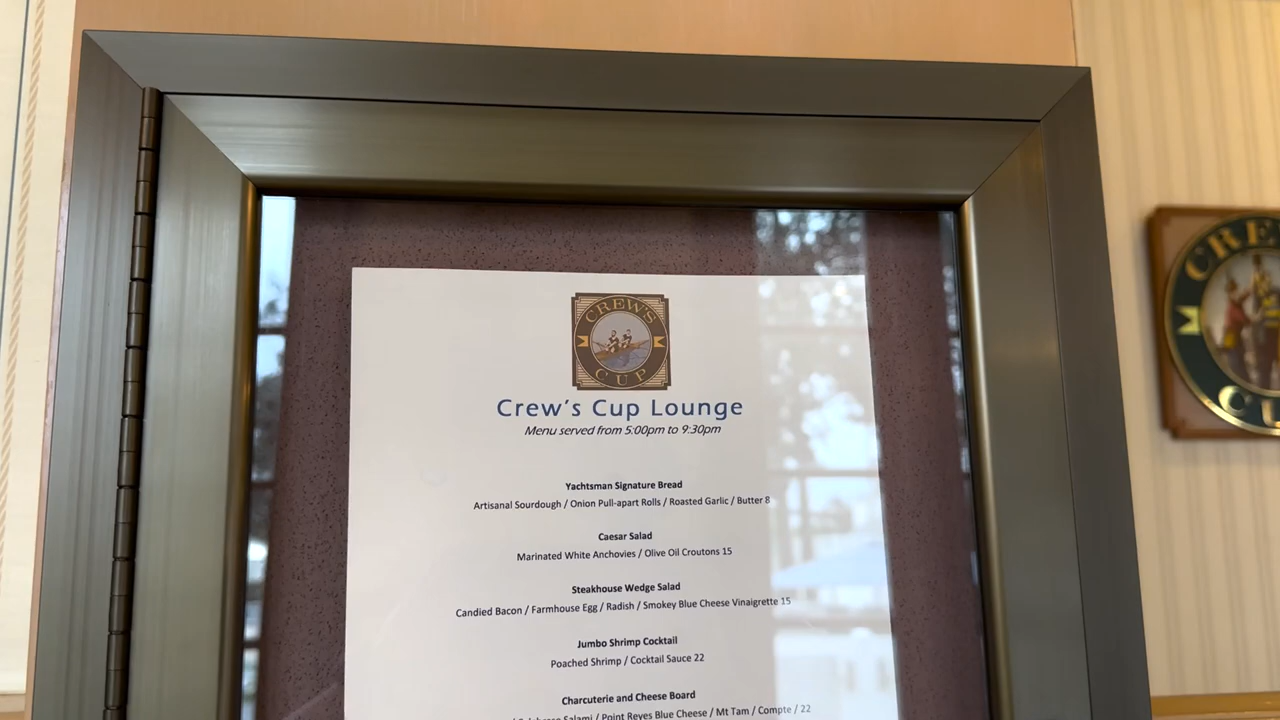 CREW'S
CUP
Crew's Cup Lounge
Menu served from 5:00pm to 9:30pm
Yachtsman Signature Bread
Artisanal Sourdough / Onion Pull-apart Rolls / Roasted Garlic / Butter 8
Caesar Salad
Marinated White Anchovies / Olive Oil Croutons 15
Steakhouse Wedge Salad
Candied Bacon / Farmhouse Egg / Radish / Smokey Blue Cheese Vinaigrette 15
Jumbo Shrimp Cocktail
Poached Shrimp / Cocktail Sauce 22
Charcuterie and Cheese Board
Salami / Point Reyes Blue Cheese / Mt Tam / Compte / 22
CRE
CU